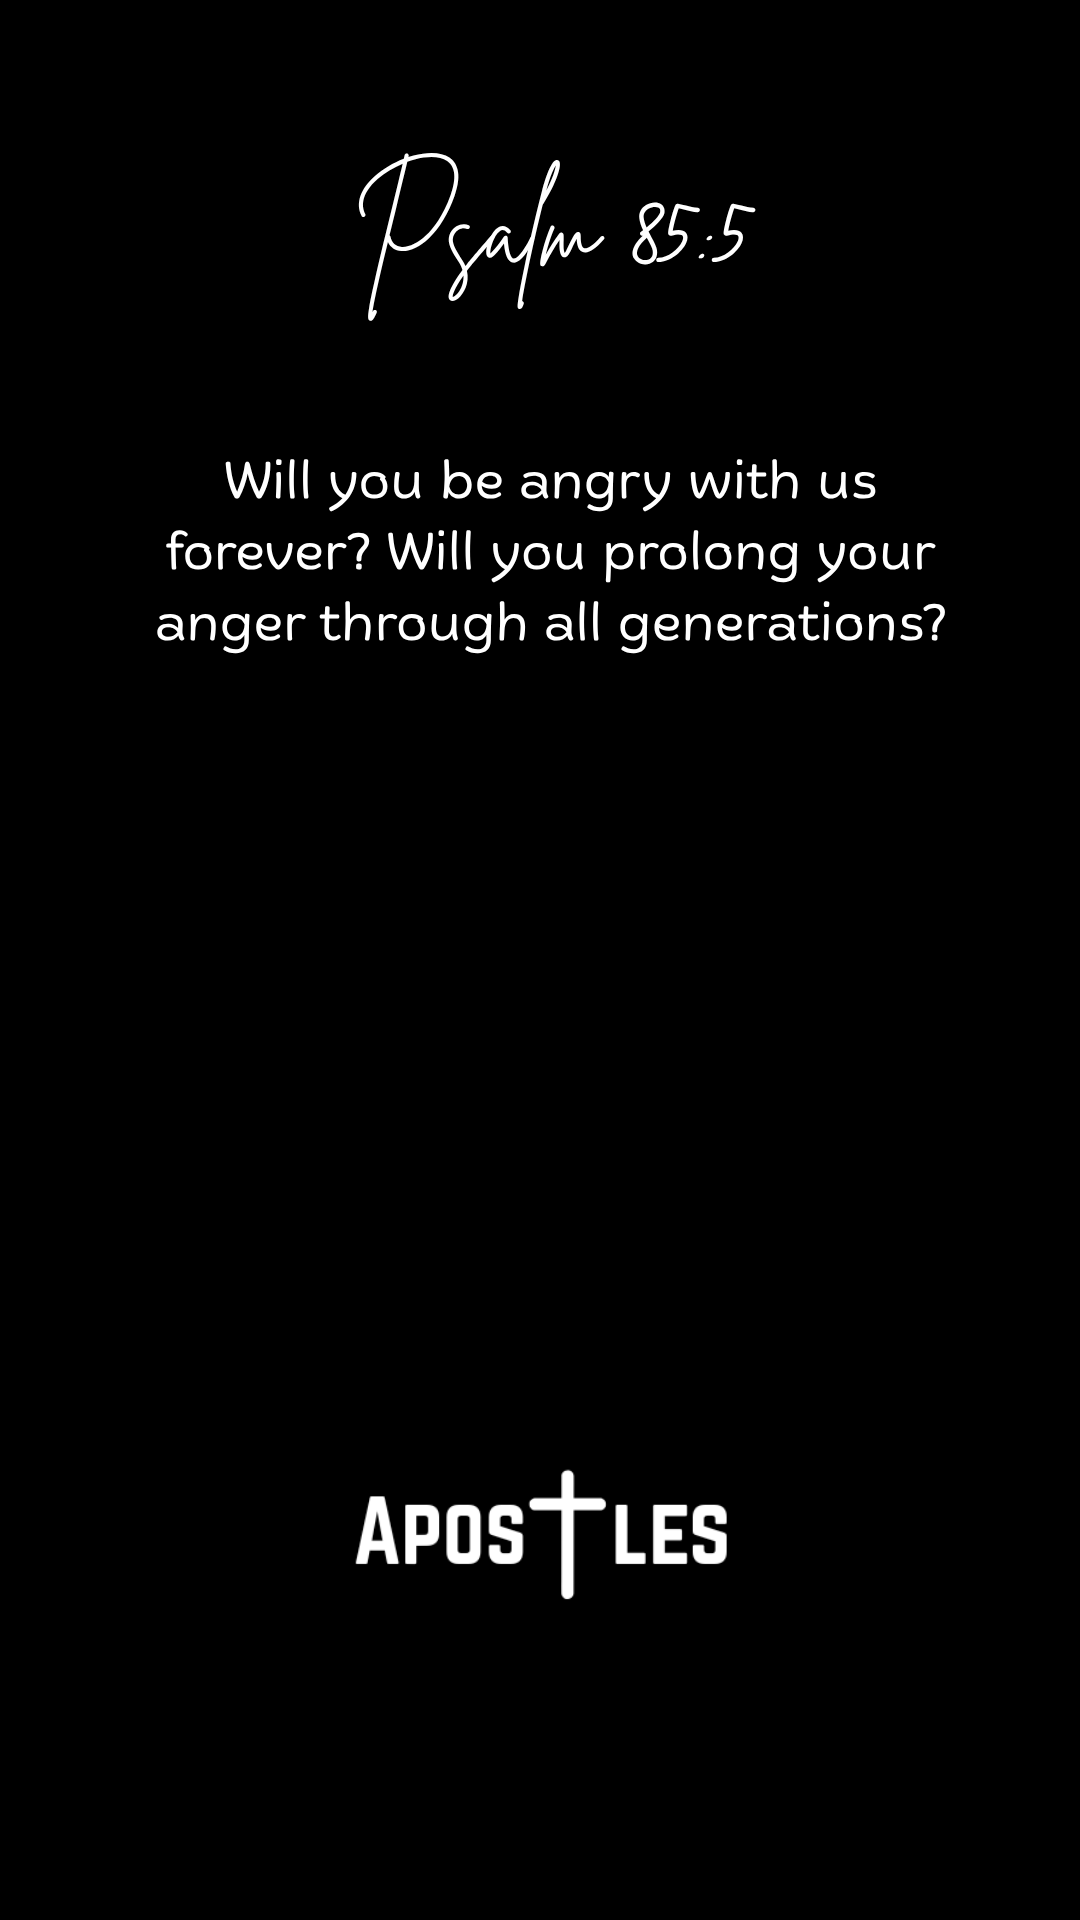 Psalm 85:5
Will you be angry with us
forever? Will you prolong your
anger through all generations?
APOSTLES